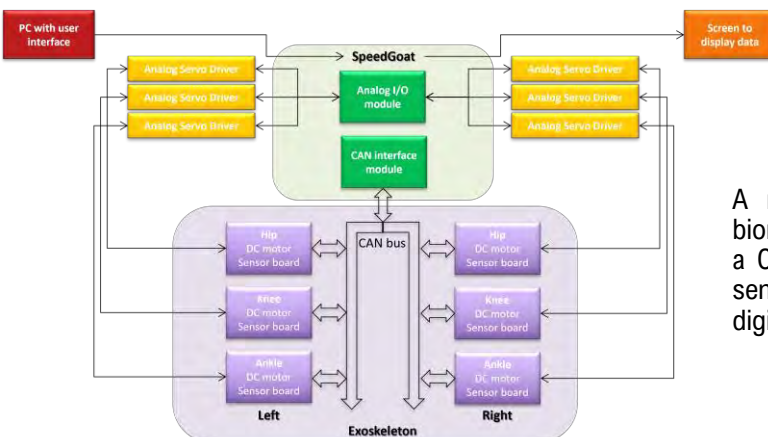 PC with user
interface
Screen to
display data
SpeedGoat
Analog Servo Driver
Analog Servo Driver
Analog Servo Driver
Analog I/O
module
CAN interface
module
Analog Servo Driver
Analog Servo Driver
Analog Servo Driver
CAN bus
Hip
DC motor
Sensor board
Knee
DC motor
Sensor board
Ankle
DC motor
Sensor board
Left
Hip
DC motor
Sensor board
Knee
DC motor
Sensor board
Ankle
DC motor
Sensor board
Right
Exoskeleton
A
bion
a C
sen
digi